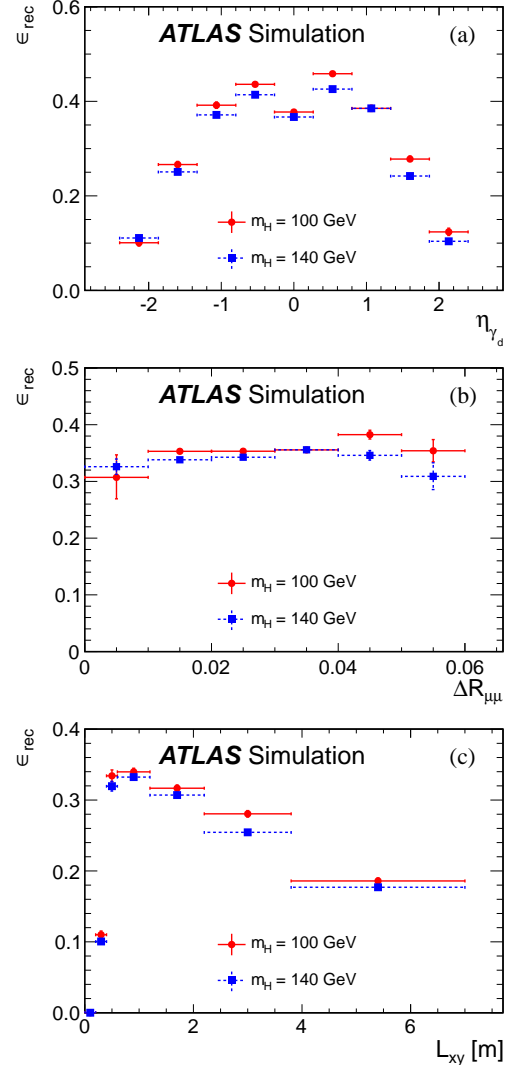 ϵ_rec
0.6
ATLAS Simulation
(a)
0.4
0.2
m_H = 100 GeV
m_H = 140 GeV
0.0
-2 -1 0 1 2
η_γ_d
ϵ_rec
0.5
ATLAS Simulation
(b)
0.4
0.3
0.2
m_H = 100 GeV
0.1
m_H = 140 GeV
0
0 0.02 0.04 0.06
ΔR_μμ
ϵ_rec
0.4
ATLAS Simulation
(c)
0.3
0.2
0.1
m_H = 100 GeV
m_H = 140 GeV
0.0
0 2 4 6
L_xy [m]